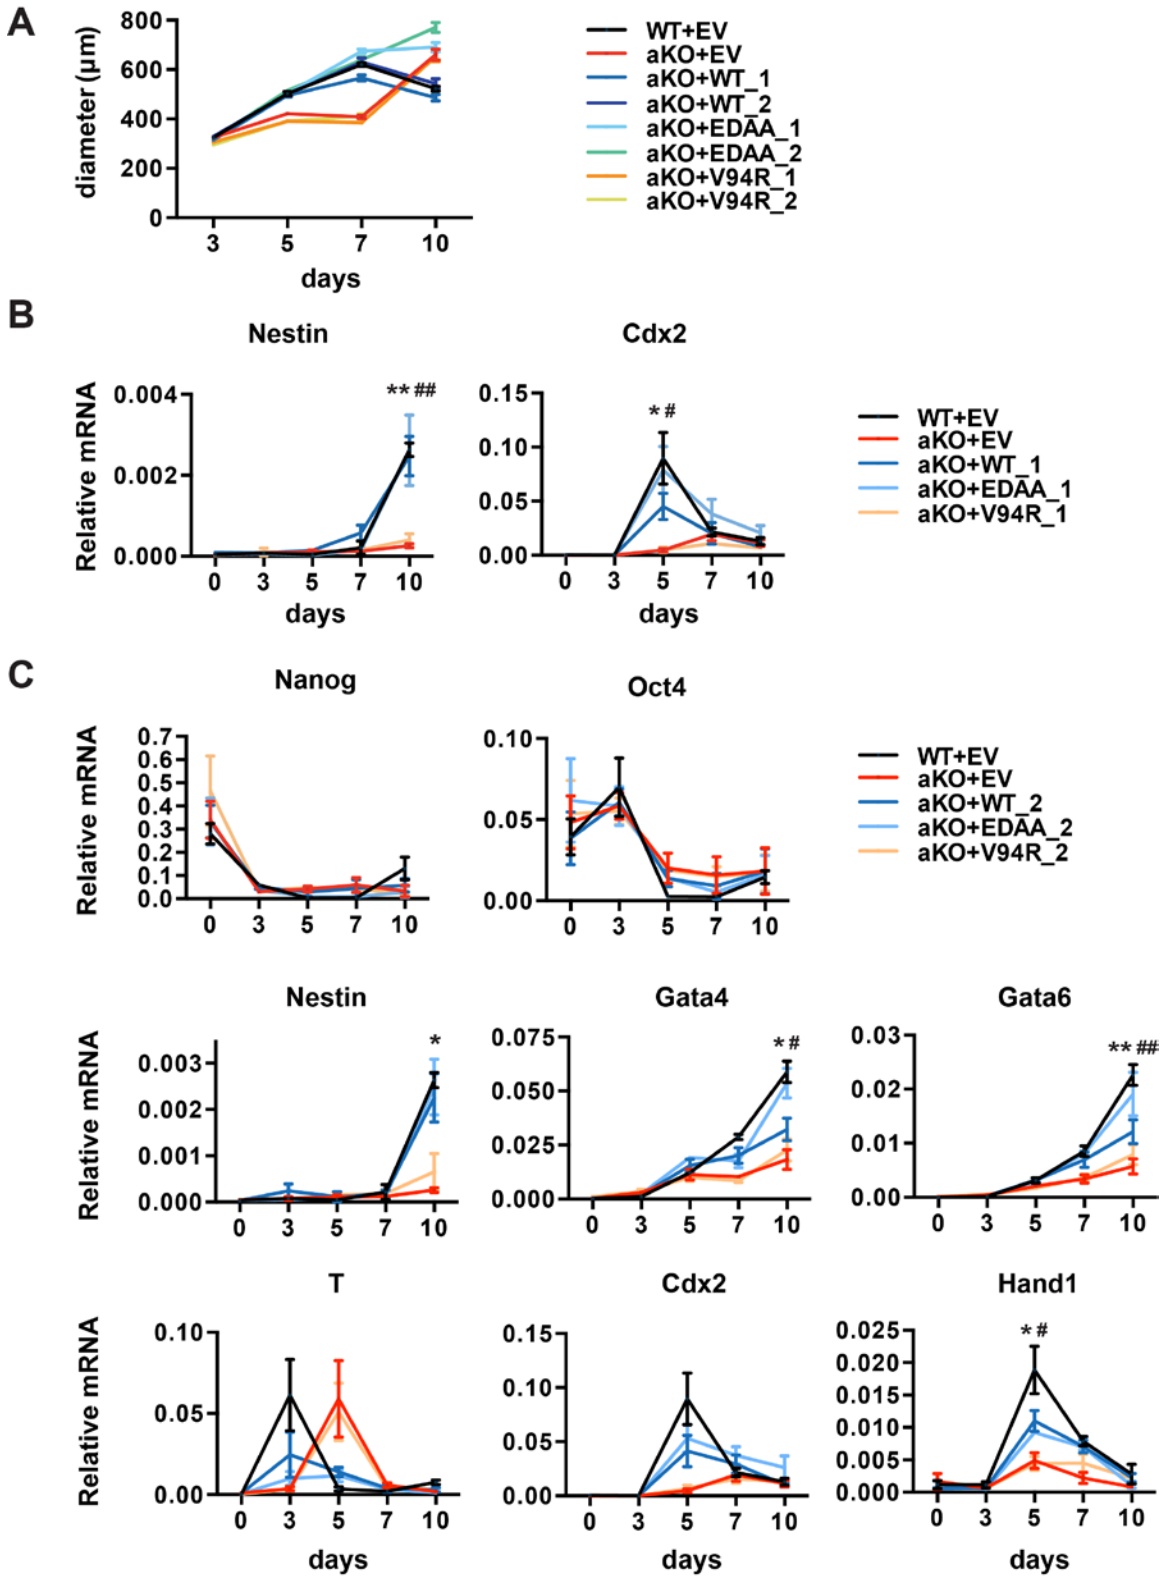 A
diameter (µm)
800
600
400
200
0
3 5 7 10
days
WT+EV
aKO+EV
aKO+WT_1
aKO+WT_2
aKO+EDAA_1
aKO+EDAA_2
aKO+V94R_1
aKO+V94R_2
B
Nestin
Relative mRNA
0.004
0.002
0.000
** ##
0 3 5 7 10
days
Cdx2
0.15
0.10
0.05
0.00
* #
0 3 5 7 10
days
WT+EV
aKO+EV
aKO+WT_1
aKO+EDAA_1
aKO+V94R_1
C
Nanog
Relative mRNA
0.7
0.6
0.5
0.4
0.3
0.2
0.1
0.0
0 3 5 7 10
Oct4
0.10
0.05
0.00
0 3 5 7 10
WT+EV
aKO+EV
aKO+WT_2
aKO+EDAA_2
aKO+V94R_2
Nestin
Relative mRNA
0.003
0.002
0.001
0.000
*
0 3 5 7 10
Gata4
0.075
0.050
0.025
0.000
* #
0 3 5 7 10
Gata6
0.03
0.02
0.01
0.00
** ##
0 3 5 7 10
T
Relative mRNA
0.10
0.05
0.00
0 3 5 7 10
days
Cdx2
0.15
0.10
0.05
0.00
0 3 5 7 10
days
Hand1
0.025
0.020
0.015
0.010
0.005
0.000
* #
0 3 5 7 10
days